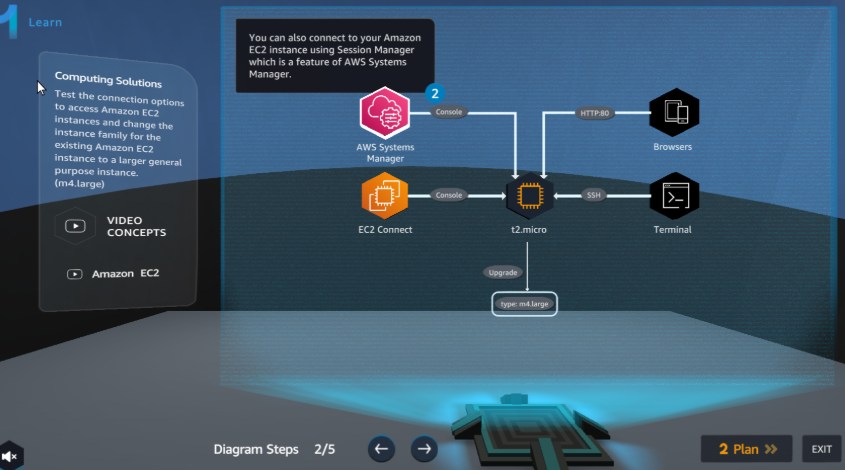 1 Learn
Computing Solutions
Test the connection options
to access Amazon EC2
instances and change the
instance family for the
existing Amazon EC2
instance to a larger general
purpose instance.
(m4.large)
VIDEO
CONCEPTS
Amazon EC2
You can also connect to your Amazon
EC2 instance using Session Manager
which is a feature of AWS Systems
Manager.
2
Console
HTTP:80
AWS Systems
Manager
Browsers
Console
SSH
EC2 Connect
t2.micro
Terminal
Upgrade
type: m4.large
Diagram Steps 2/5
2 Plan
EXIT